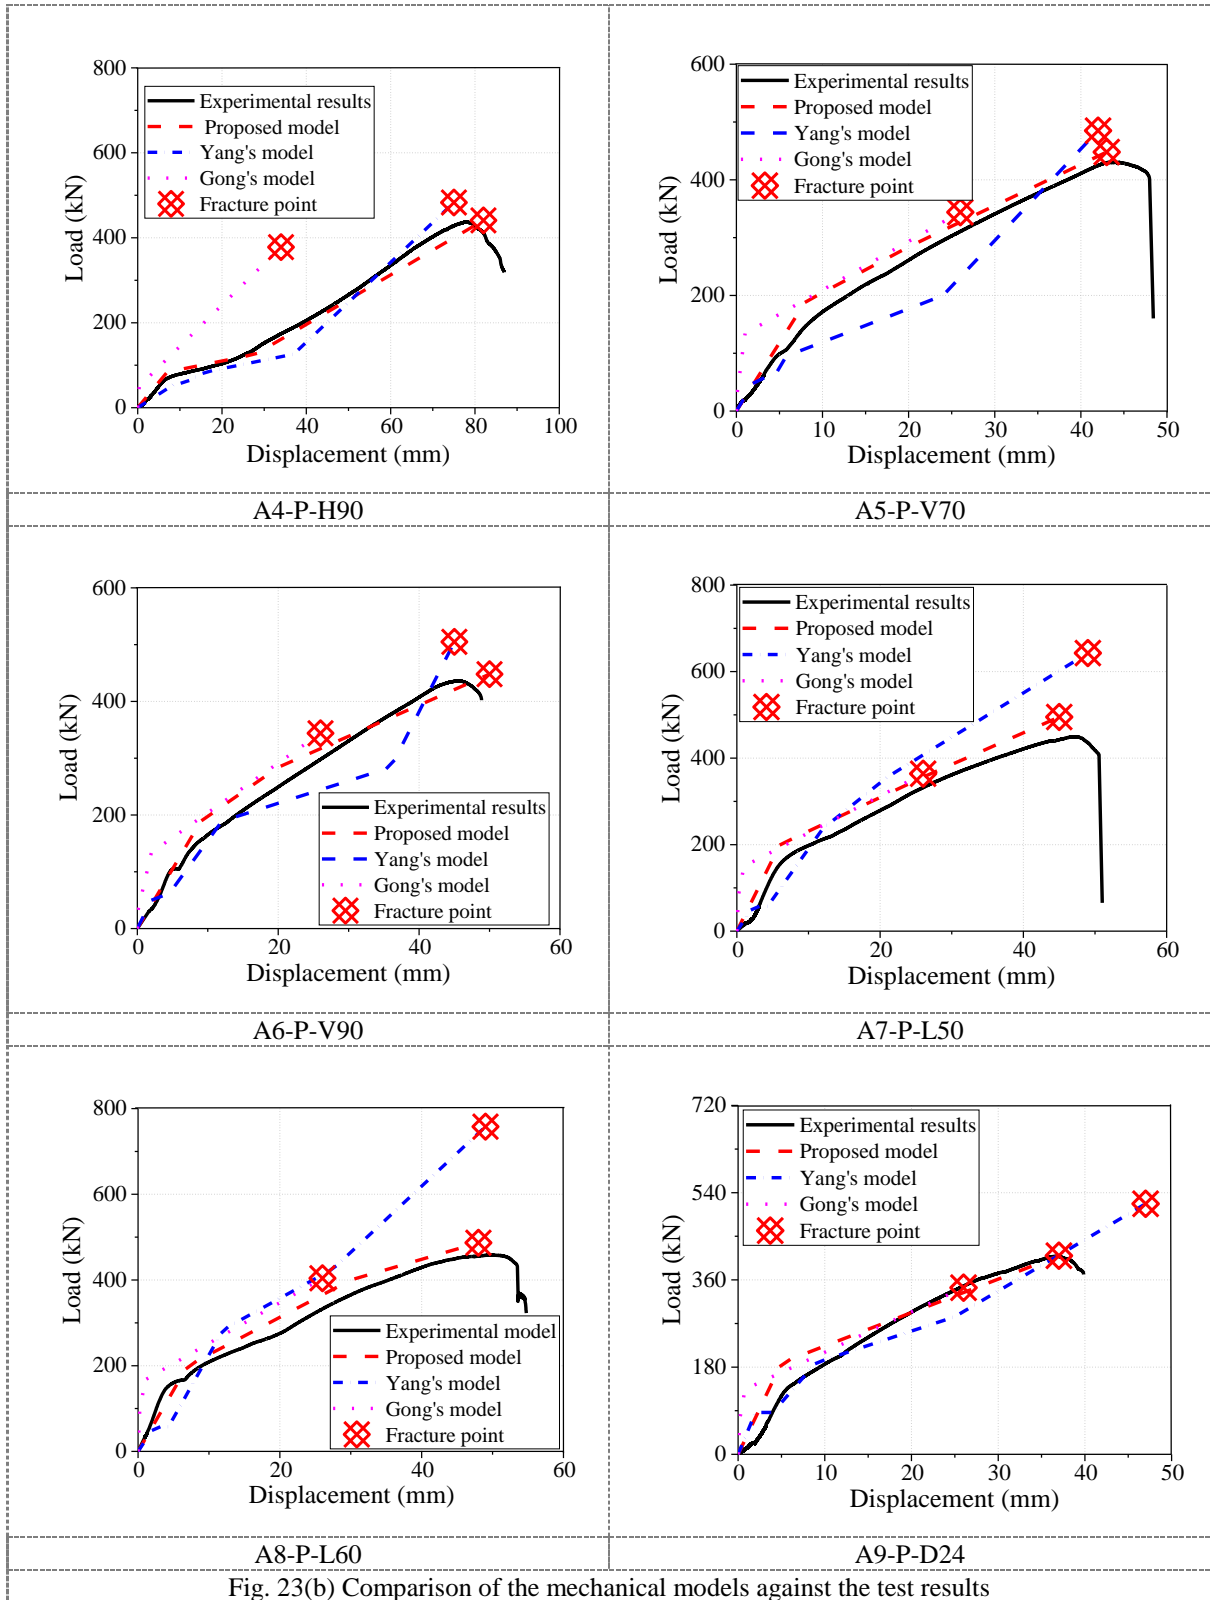 800
600
400
200
0
Load (kN)
Experimental results
Proposed model
Yang's model
Gong's model
Fracture point
0 20 40 60 80 100
Displacement (mm)
A4-P-H90
600
400
200
0
Load (kN)
Experimental results
Proposed model
Yang's model
Gong's model
Fracture point
0 10 20 30 40 50
Displacement (mm)
A5-P-V70
600
400
200
0
Load (kN)
Experimental results
Proposed model
Yang's model
Gong's model
Fracture point
0 20 40 60
Displacement (mm)
A6-P-V90
800
600
400
200
0
Load (kN)
Experimental results
Proposed model
Yang's model
Gong's model
Fracture point
0 20 40 60
Displacement (mm)
A7-P-L50
800
600
400
200
0
Load (kN)
Experimental model
Proposed model
Yang's model
Gong's model
Fracture point
0 20 40 60
Displacement (mm)
A8-P-L60
720
540
360
180
0
Load (kN)
Experimental results
Proposed model
Yang's model
Gong's model
Fracture point
0 10 20 30 40 50
Displacement (mm)
A9-P-D24
Fig. 23(b) Comparison of the mechanical models against the test results